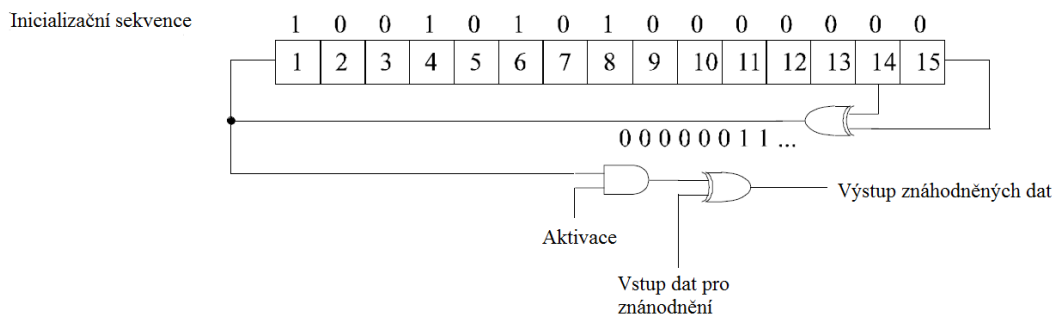 Inicializační sekvence
1 0 0 1 0 1 0 1 0 0 0 0 0 0 0
1 2 3 4 5 6 7 8 9 10 11 12 13 14 15
0 0 0 0 0 0 1 1 ...
Výstup znáhodněných dat
Aktivace
Vstup dat pro
znánodnění